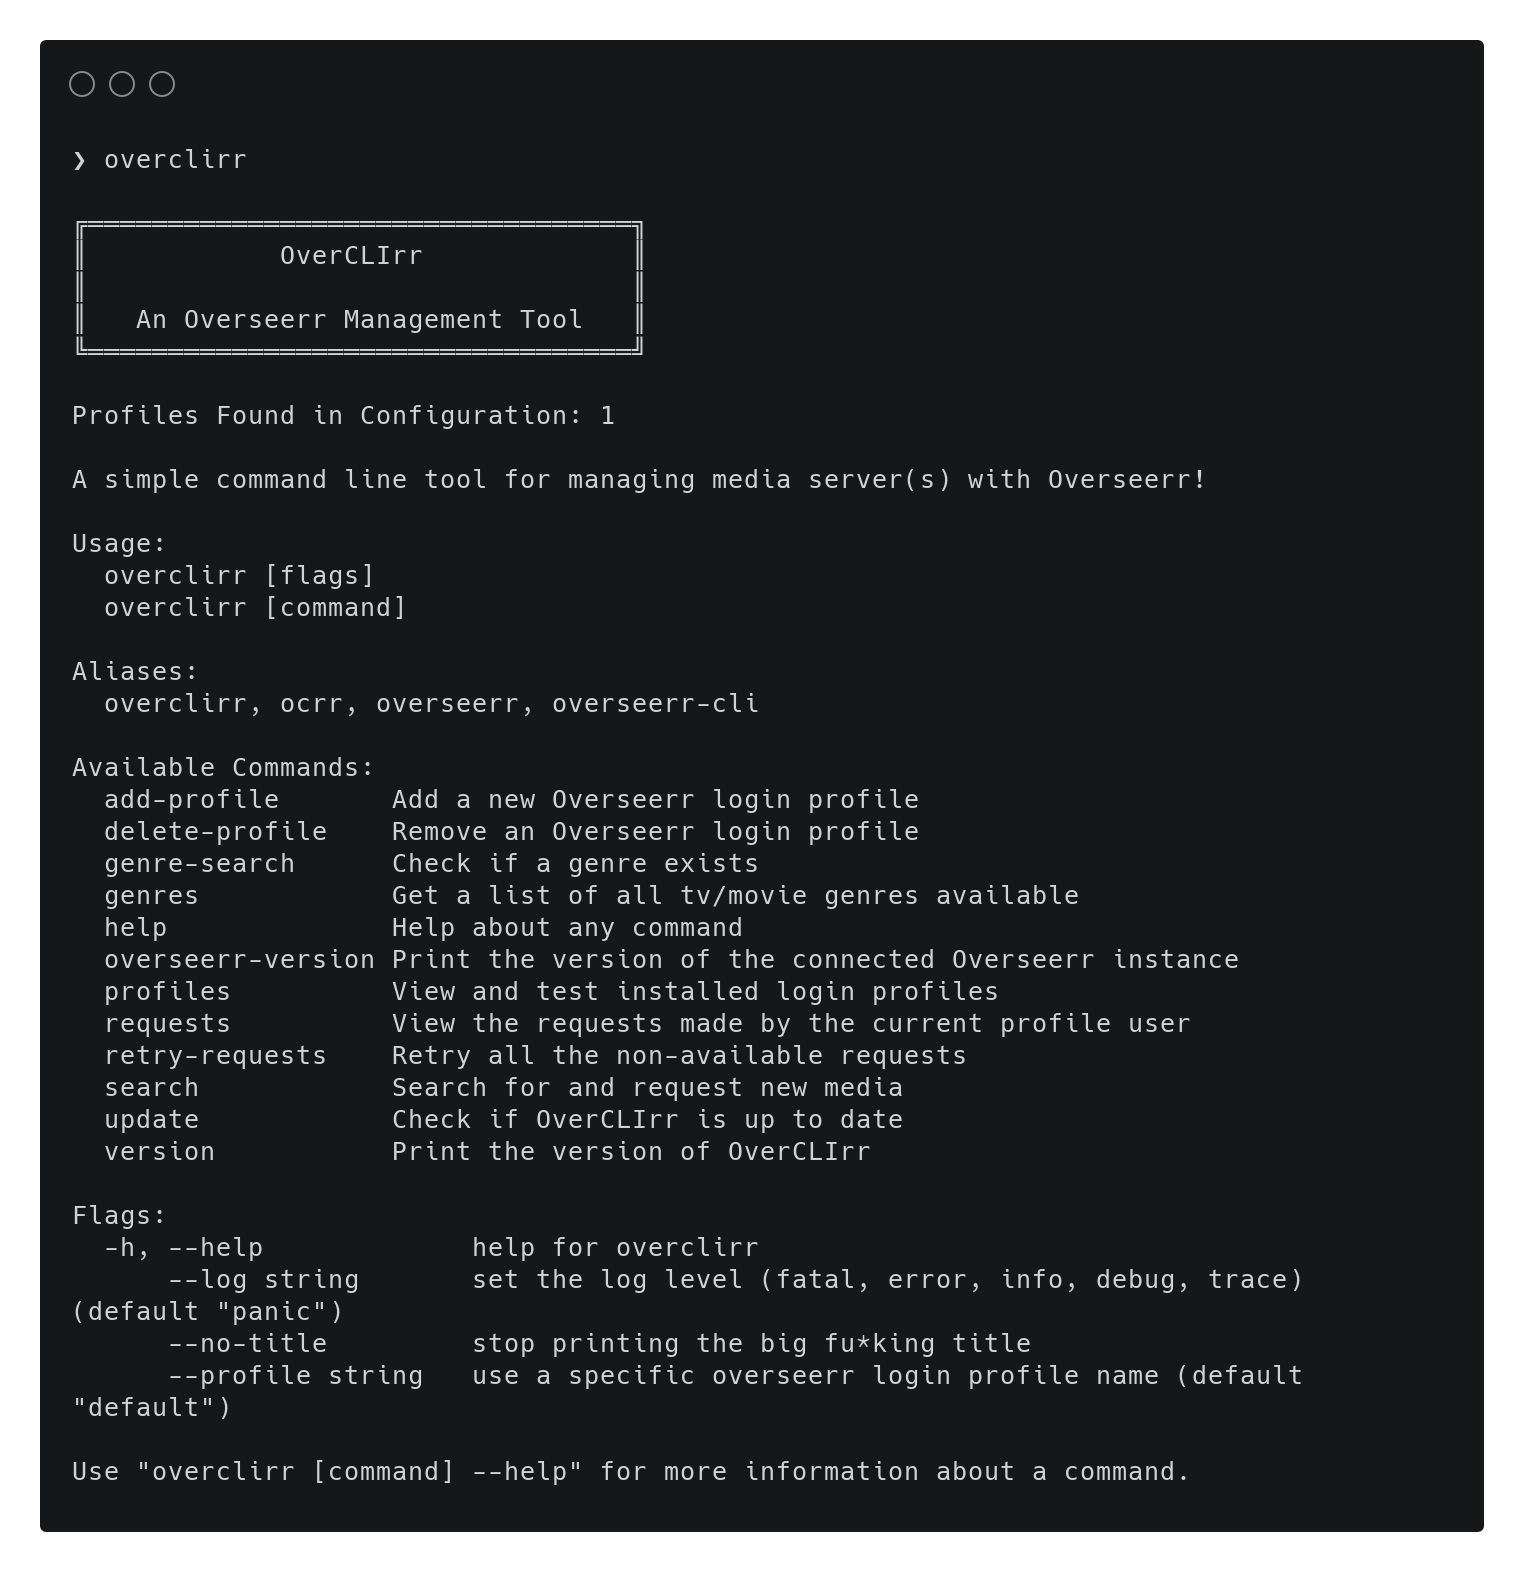 ❯ overclirr
OverCLIrr
An Overseerr Management Tool
Profiles Found in Configuration: 1
A simple command line tool for managing media server(s) with Overseerr!
Usage:
  overclirr [flags]
  overclirr [command]
Aliases:
  overclirr, ocrr, overseerr, overseerr-cli
Available Commands:
  add-profile       Add a new Overseerr login profile
  delete-profile    Remove an Overseerr login profile
  genre-search      Check if a genre exists
  genres            Get a list of all tv/movie genres available
  help              Help about any command
  overseerr-version Print the version of the connected Overseerr instance
  profiles          View and test installed login profiles
  requests          View the requests made by the current profile user
  retry-requests    Retry all the non-available requests
  search            Search for and request new media
  update            Check if OverCLIrr is up to date
  version           Print the version of OverCLIrr
Flags:
  -h, --help             help for overclirr
      --log string       set the log level (fatal, error, info, debug, trace)
(default "panic")
      --no-title         stop printing the big fu*king title
      --profile string   use a specific overseerr login profile name (default
"default")
Use "overclirr [command] --help" for more information about a command.